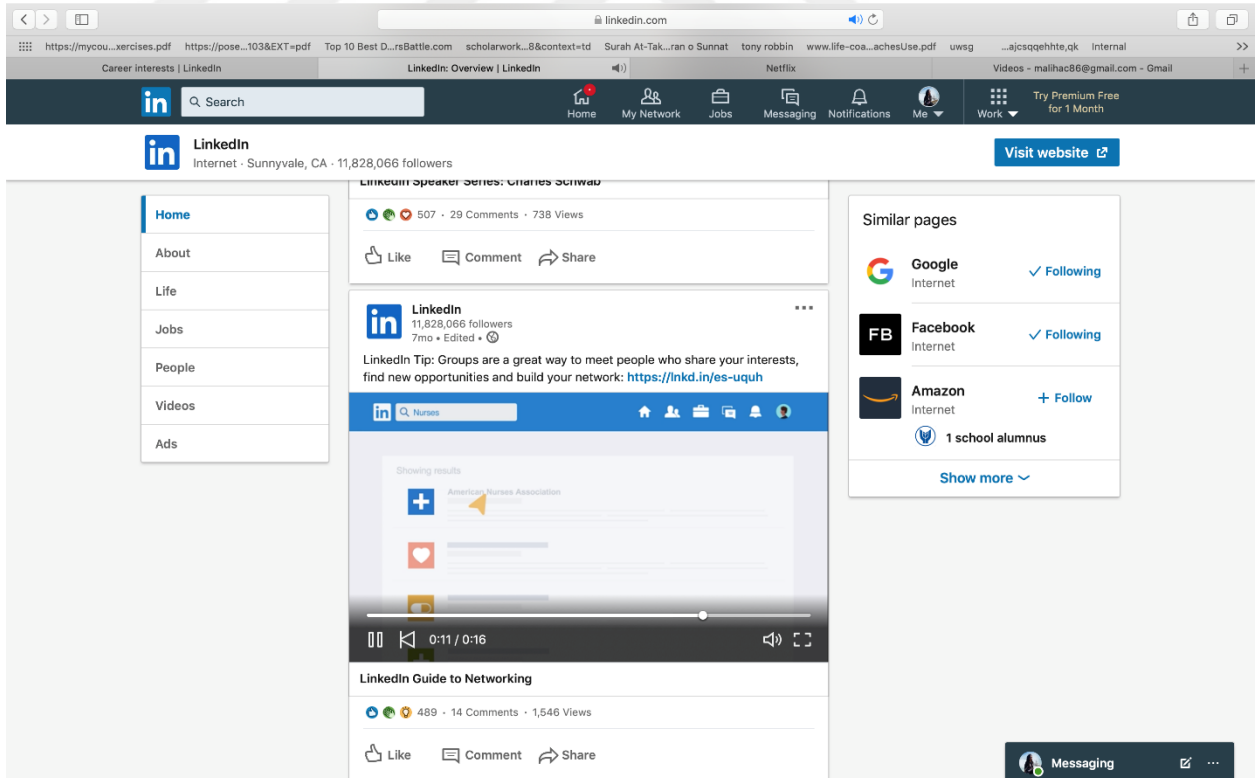 linkedin.com
https://mycou...xercises.pdf https://pose...103&EXT=pdf Top 10 Best D...rsBattle.com scholarwork...8&context=td Surah At-Tak...ran o Sunnat tony robbin www.life-coa...achesUse.pdf uwsg ...ajcsqqehhte,qk Internal >>
Career interests | LinkedIn LinkedIn: Overview | LinkedIn Netflix Videos - malihac86@gmail.com - Gmail +
in Search Home My Network Jobs Messaging Notifications Me Work Try Premium Free
for 1 Month
in LinkedIn
Internet · Sunnyvale, CA · 11,828,066 followers
Visit website
Home
About
Life
Jobs
People
Videos
Ads
LinkedIn Speaker Series: Charles Schwab
507 · 29 Comments · 738 Views
Like Comment Share
in LinkedIn
11,828,066 followers
7mo • Edited •
LinkedIn Tip: Groups are a great way to meet people who share your interests,
find new opportunities and build your network: https://lnkd.in/es-uquh
in Nurses
Showing results
American Nurses Association
0:11 / 0:16
LinkedIn Guide to Networking
489 · 14 Comments · 1,546 Views
Like Comment Share
Similar pages
G Google
Internet
Following
FB Facebook
Internet
Following
Amazon
Internet
+ Follow
1 school alumnus
Show more
Messaging